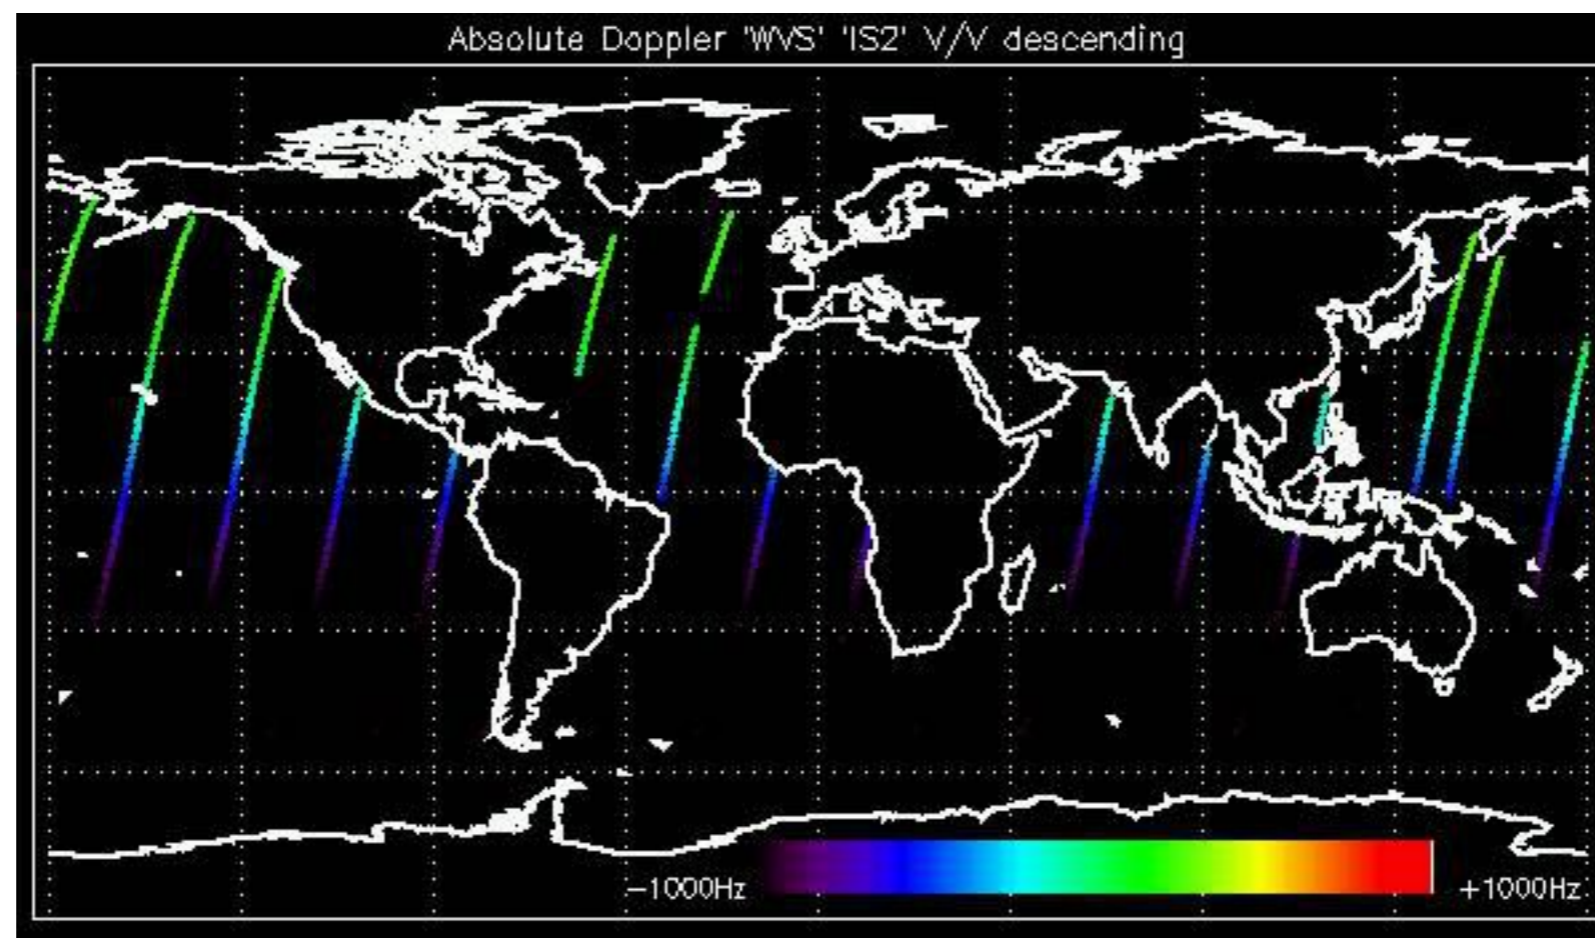 Absolute Doppler 'WVS' 'IS2' V/V descending
−1000Hz +1000Hz